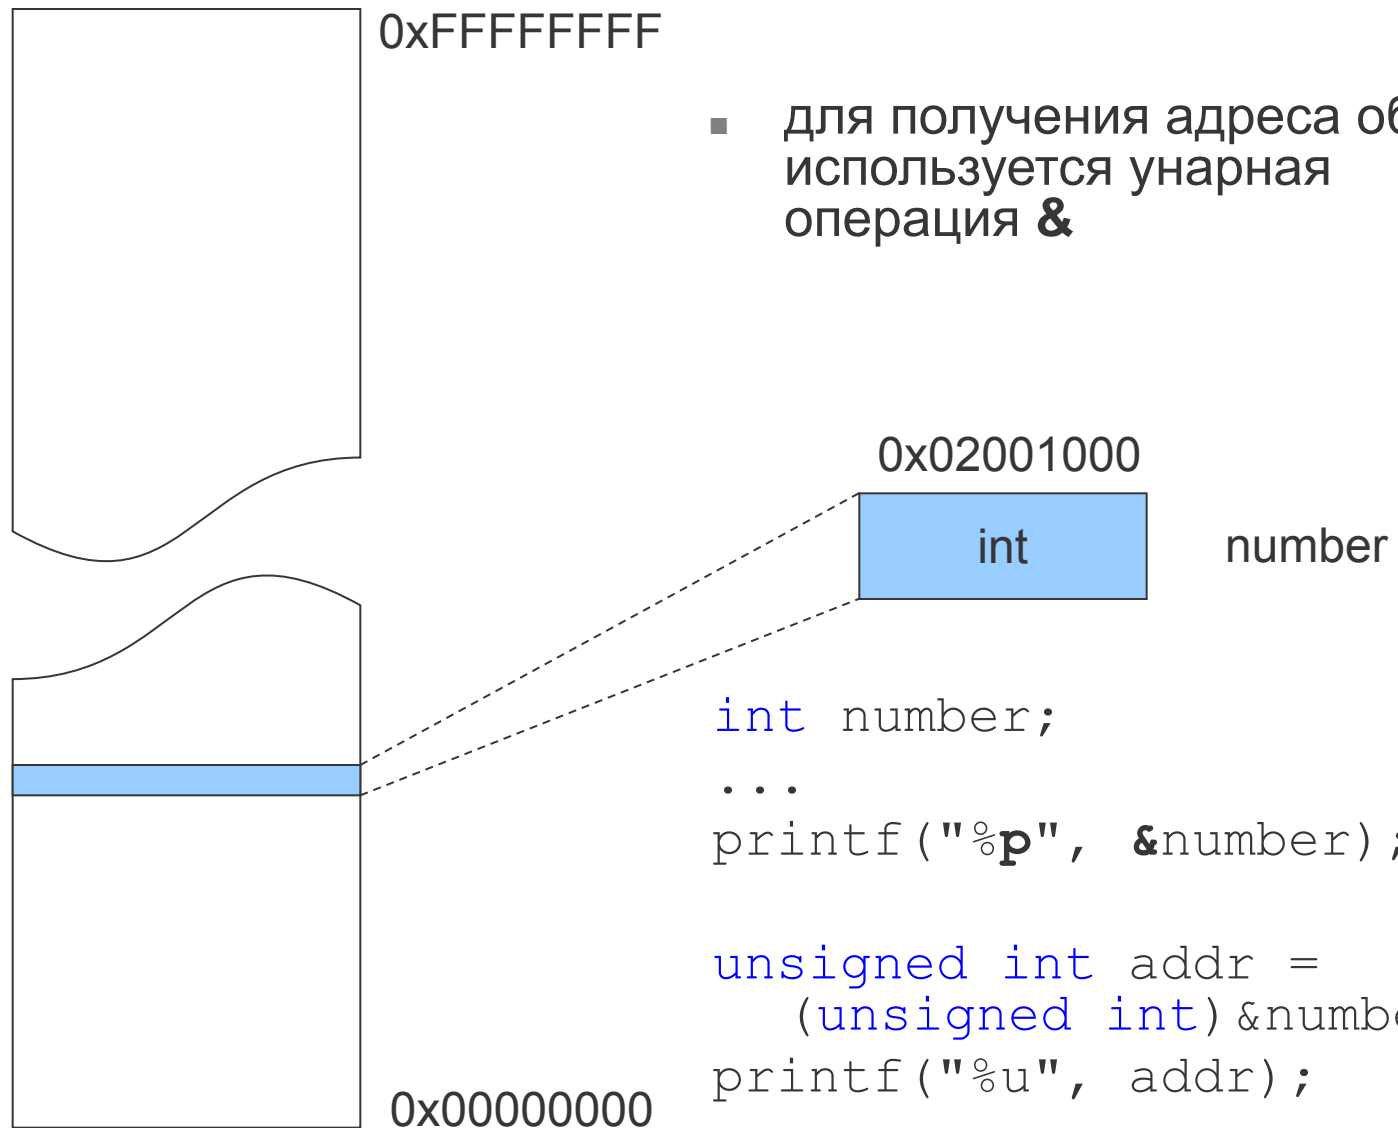 0xFFFFFFFF
для получения адреса
используется унарная
операция &
0x02001000
int number
int number;
...
printf("%p", &number);
unsigned int addr =
(unsigned int)&numbe
printf("%u", addr);
0x00000000